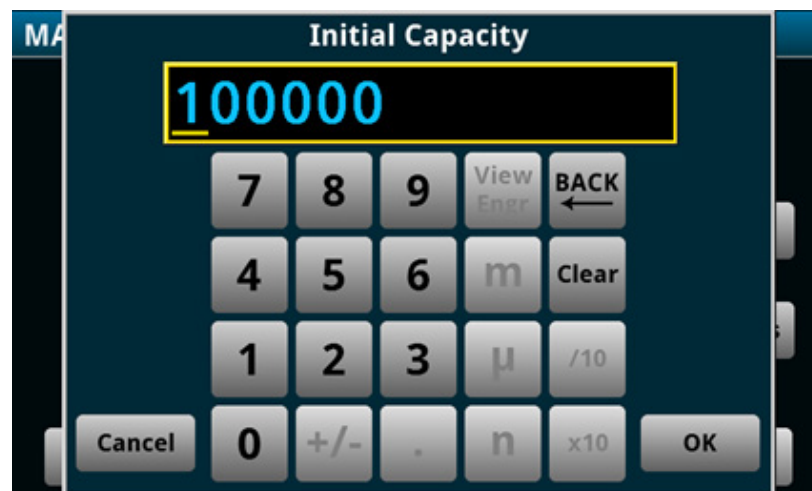 MA
Initial Capacity
100000
7 8 9 View Engr BACK
4 5 6 m Clear
1 2 3 µ /10
Cancel 0 +/- . n x10 OK
s